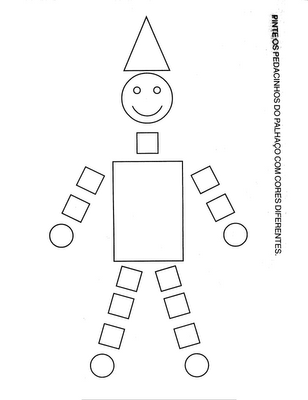 PINTE OS PEDACINHOS DO PALHAÇO COM CORES DIFERENTES.